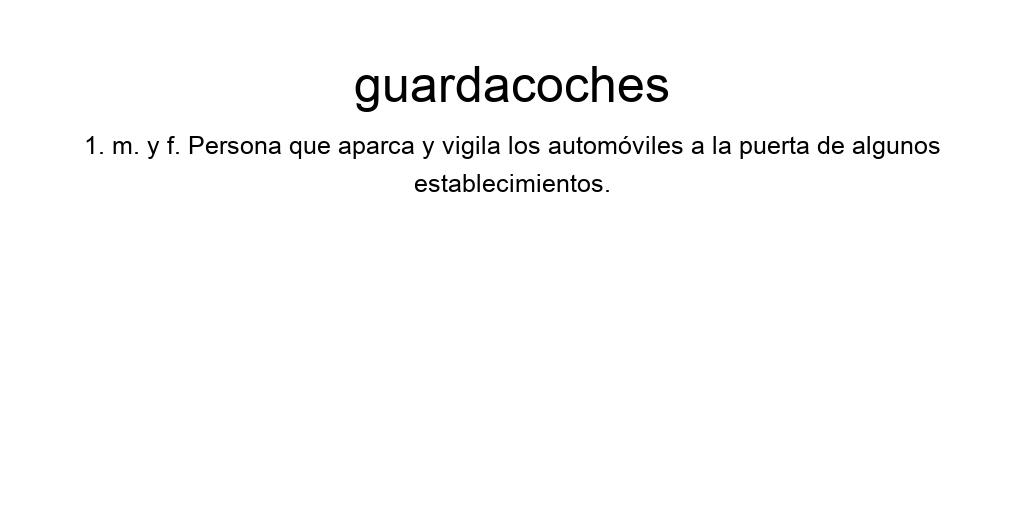 guardacoches
1. m. y f. Persona que aparca y vigila los automóviles a la puerta de algunos
establecimientos.